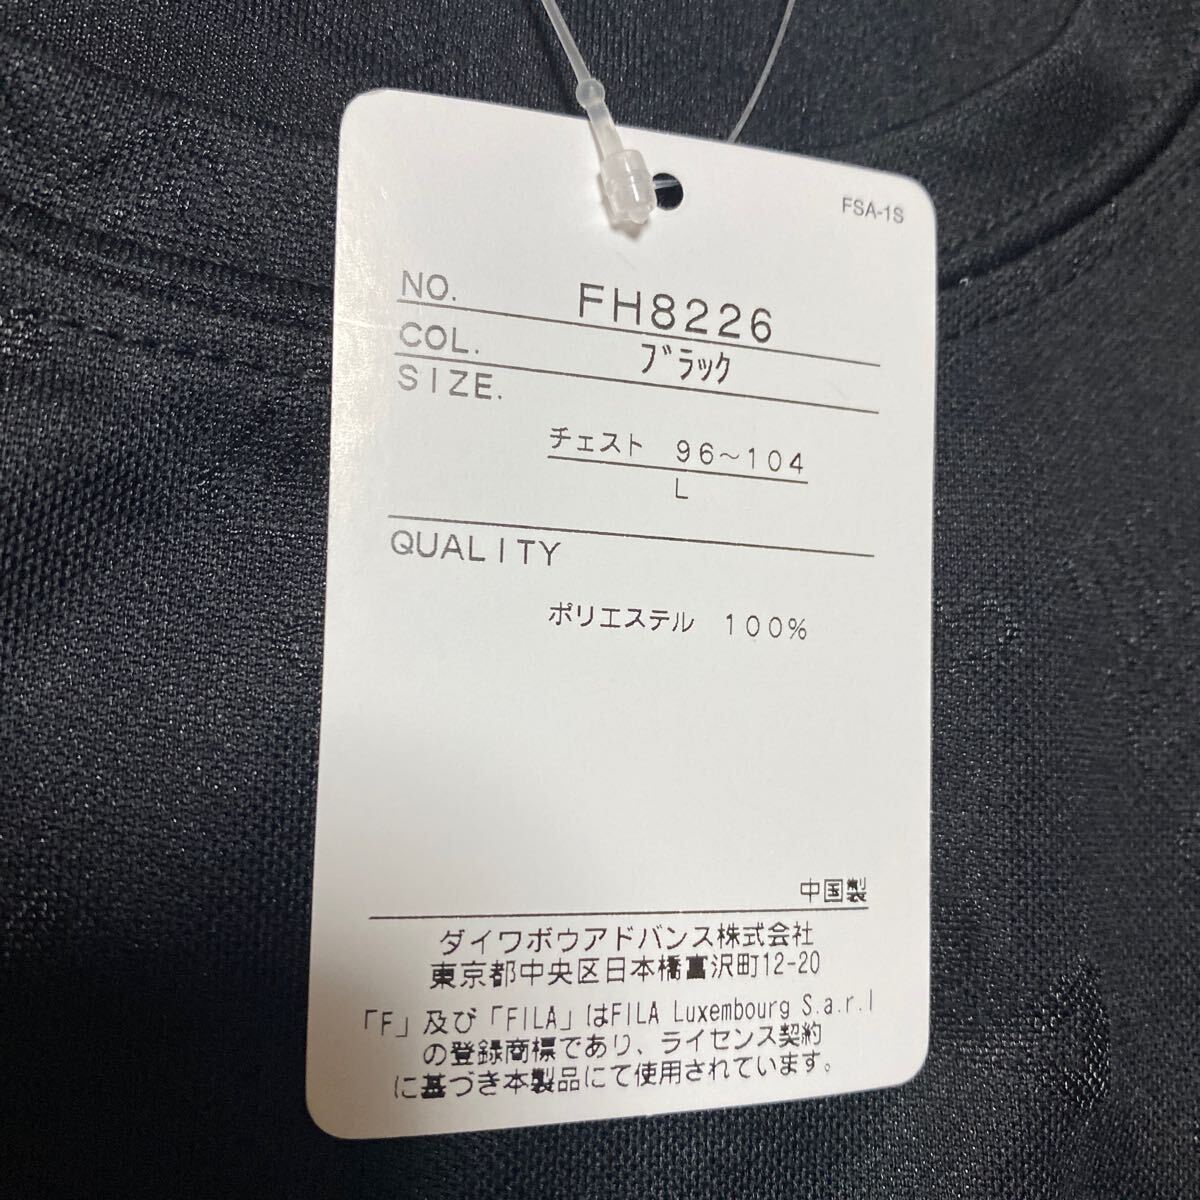 FSA-1S
NO. FH8226
COL. ブラック
SIZE.
チェスト 96～104
L
QUALITY
ポリエステル 100%
中国製
ダイワボウアドバンス株式会社
東京都中央区日本橋富沢町12-20
「F」及び「FILA」はFILA Luxembourg S.a.r.l
の登録商標であり、ライセンス契約
に基づき本製品にて使用されています。